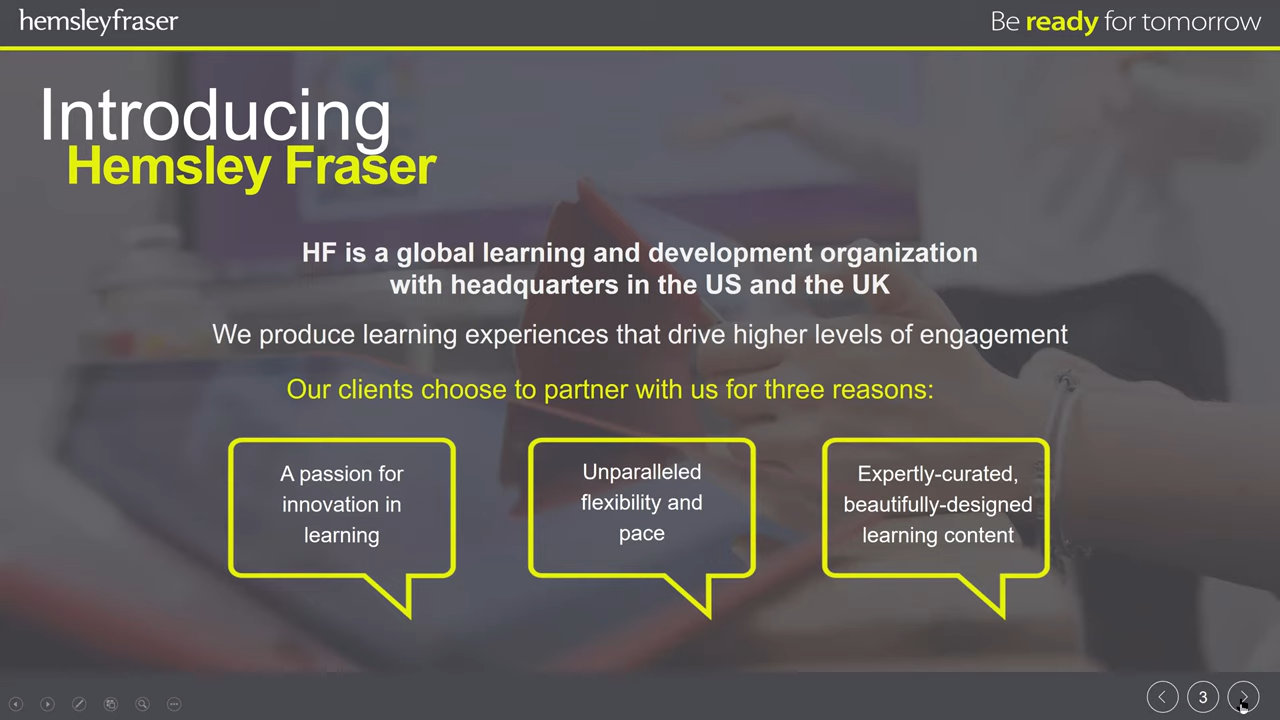 hemsleyfraser
Be ready for tomorrow
Introducing
Hemsley Fraser
HF is a global learning and development organization
with headquarters in the US and the UK
We produce learning experiences that drive higher levels of engagement
Our clients choose to partner with us for three reasons:
A passion for
innovation in
learning
Unparalleled
flexibility and
pace
Expertly-curated,
beautifully-designed
learning content
3